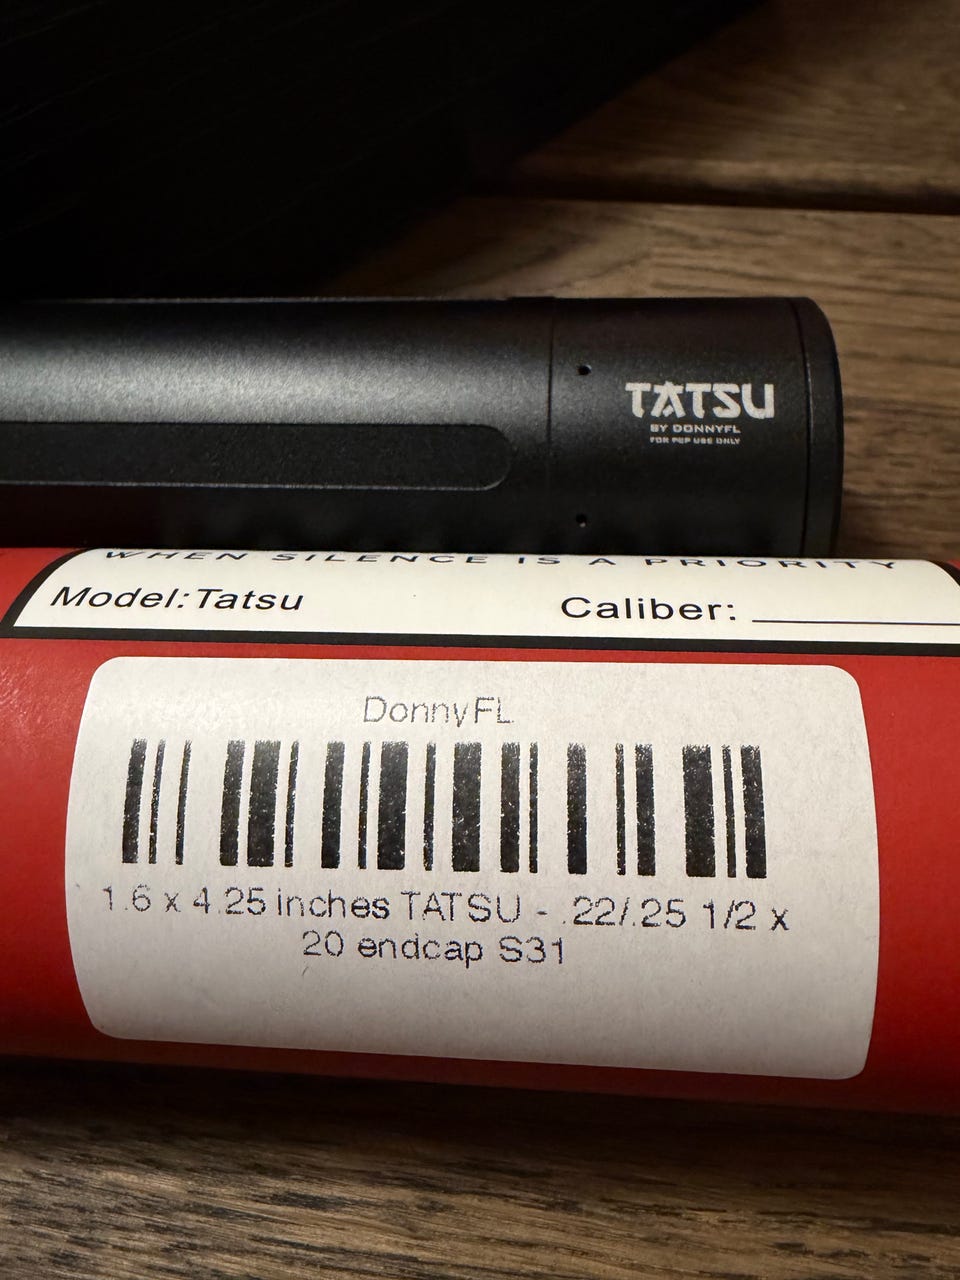 TATSU
BY DONNYFL
FOR PCP USE ONLY
WHEN SILENCE IS A PRIORITY
Model: Tatsu
Caliber:
DonnyFL
1.6 x 4.25 inches TATSU - .22/.25 1/2 x
20 endcap S31